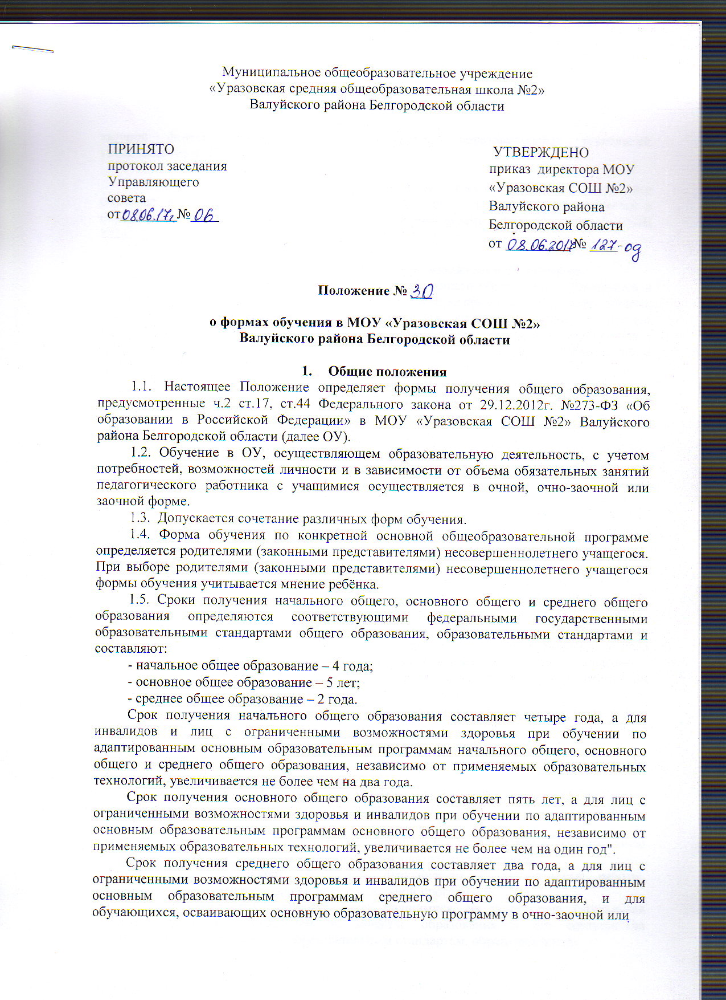 Муниципальное общеобразовательное учреждение
«Уразовская средняя общеобразовательная школа №2»
Валуйского района Белгородской области
ПРИНЯТО
протокол заседания
Управляющего
совета
от 08.06.17г № 06
УТВЕРЖДЕНО
приказ директора МОУ
«Уразовская СОШ №2»
Валуйского района
Белгородской области
от 08.06.2017 № 127-од
Положение № 30
о формах обучения в МОУ «Уразовская СОШ №2»
Валуйского района Белгородской области
1. Общие положения
1.1. Настоящее Положение определяет формы получения общего образования,
предусмотренные ч.2 ст.17, ст.44 Федерального закона от 29.12.2012г. №273-ФЗ «Об
образовании в Российской Федерации» в МОУ «Уразовская СОШ №2» Валуйского
района Белгородской области (далее ОУ).
1.2. Обучение в ОУ, осуществляющем образовательную деятельность, с учетом
потребностей, возможностей личности и в зависимости от объема обязательных занятий
педагогического работника с учащимися осуществляется в очной, очно-заочной или
заочной форме.
1.3. Допускается сочетание различных форм обучения.
1.4. Форма обучения по конкретной основной общеобразовательной программе
определяется родителями (законными представителями) несовершеннолетнего учащегося.
При выборе родителями (законными представителями) несовершеннолетнего учащегося
формы обучения учитывается мнение ребёнка.
1.5. Сроки получения начального общего, основного общего и среднего общего
образования определяются соответствующими федеральными государственными
образовательными стандартами общего образования, образовательными стандартами и
составляют:
- начальное общее образование – 4 года;
- основное общее образование – 5 лет;
- среднее общее образование – 2 года.
Срок получения начального общего образования составляет четыре года, а для
инвалидов и лиц с ограниченными возможностями здоровья при обучении по
адаптированным основным образовательным программам начального общего, основного
общего и среднего общего образования, независимо от применяемых образовательных
технологий, увеличивается не более чем на два года.
Срок получения основного общего образования составляет пять лет, а для лиц с
ограниченными возможностями здоровья и инвалидов при обучении по адаптированным
основным образовательным программам основного общего образования, независимо от
применяемых образовательных технологий, увеличивается не более чем на один год".
Срок получения среднего общего образования составляет два года, а для лиц с
ограниченными возможностями здоровья и инвалидов при обучении по адаптированным
основным образовательным программам среднего общего образования, и для
обучающихся, осваивающих основную образовательную программу в очно-заочной или